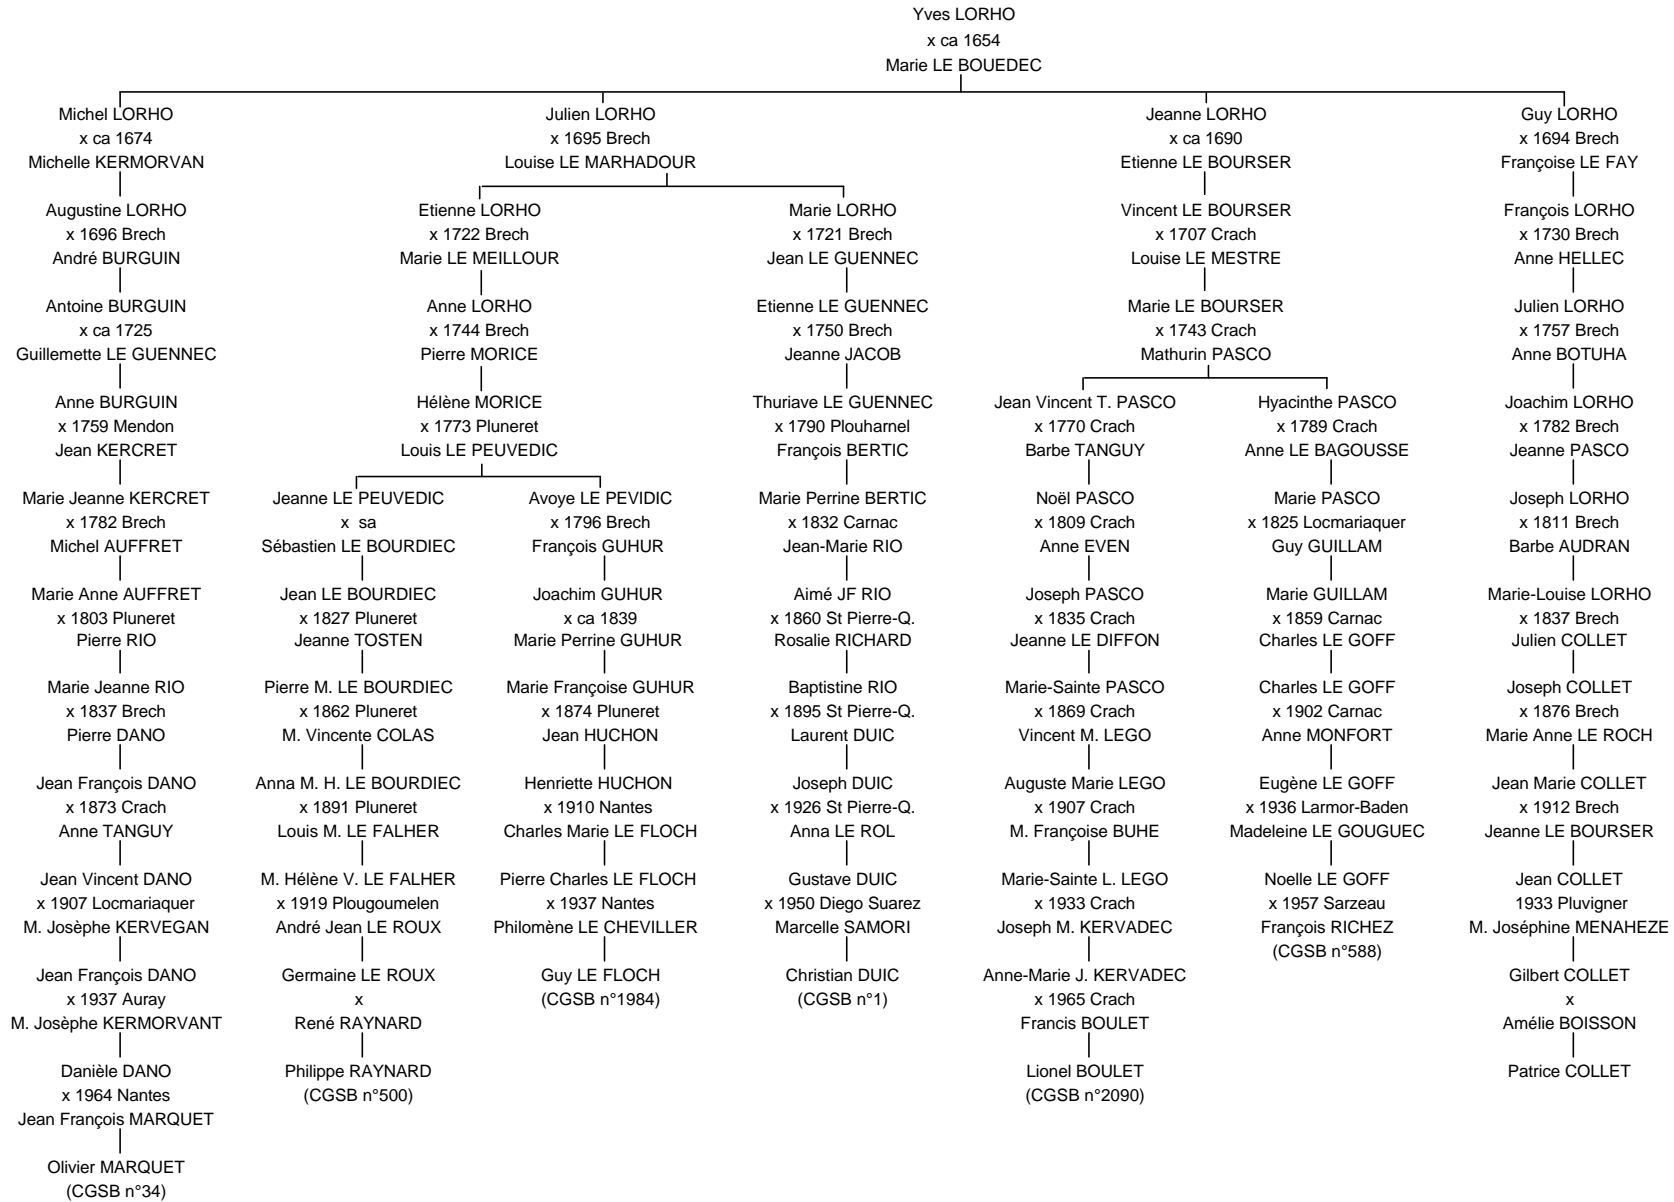 Yves LORHO
x ca 1654
Marie LE BOUEDEC
Michel LORHO
x ca 1674
Michelle KERMORVAN
Julien LORHO
x 1695 Brech
Louise LE MARHADOUR
Jeanne LORHO
x ca 1690
Etienne LE BOURSER
Guy LORHO
x 1694 Brech
Françoise LE FAY
Augustine LORHO
x 1696 Brech
André BURGUIN
Etienne LORHO
x 1722 Brech
Marie LE MEILLOUR
Marie LORHO
x 1721 Brech
Jean LE GUENNEC
Vincent LE BOURSER
x 1707 Crach
Louise LE MESTRE
François LORHO
x 1730 Brech
Anne HELLEC
Antoine BURGUIN
x ca 1725
Guillemette LE GUENNEC
Anne LORHO
x 1744 Brech
Pierre MORICE
Etienne LE GUENNEC
x 1750 Brech
Jeanne JACOB
Marie LE BOURSER
x 1743 Crach
Mathurin PASCO
Julien LORHO
x 1757 Brech
Anne BOTUHA
Anne BURGUIN
x 1759 Mendon
Jean KERCRET
Hélène MORICE
x 1773 Pluneret
Louis LE PEUVEDIC
Thuriave LE GUENNEC
x 1790 Plouharnel
François BERTIC
Jean Vincent T. PASCO
x 1770 Crach
Barbe TANGUY
Hyacinthe PASCO
x 1789 Crach
Anne LE BAGOUSSE
Joachim LORHO
x 1782 Brech
Jeanne PASCO
Marie Jeanne KERCRET
x 1782 Brech
Michel AUFFRET
Jeanne LE PEUVEDIC
x sa
Sébastien LE BOURDIEC
Avoye LE PEVIDIC
x 1796 Brech
François GUHUR
Marie Perrine BERTIC
x 1832 Carnac
Jean-Marie RIO
Noël PASCO
x 1809 Crach
Anne EVEN
Marie PASCO
x 1825 Locmariaquer
Guy GUILLAM
Joseph LORHO
x 1811 Brech
Barbe AUDRAN
Marie Anne AUFFRET
x 1803 Pluneret
Pierre RIO
Jean LE BOURDIEC
x 1827 Pluneret
Jeanne TOSTEN
Joachim GUHUR
x ca 1839
Marie Perrine GUHUR
Aimé JF RIO
x 1860 St Pierre-Q.
Rosalie RICHARD
Joseph PASCO
x 1835 Crach
Jeanne LE DIFFON
Marie GUILLAM
x 1859 Carnac
Charles LE GOFF
Marie-Louise LORHO
x 1837 Brech
Julien COLLET
Marie Jeanne RIO
x 1837 Brech
Pierre DANO
Pierre M. LE BOURDIEC
x 1862 Pluneret
M. Vincente COLAS
Marie Françoise GUHUR
x 1874 Pluneret
Jean HUCHON
Baptistine RIO
x 1895 St Pierre-Q.
Laurent DUIC
Marie-Sainte PASCO
x 1869 Crach
Vincent M. LEGO
Charles LE GOFF
x 1902 Carnac
Anne MONFORT
Joseph COLLET
x 1876 Brech
Marie Anne LE ROCH
Jean François DANO
x 1873 Crach
Anne TANGUY
Anna M. H. LE BOURDIEC
x 1891 Pluneret
Louis M. LE FALHER
Henriette HUCHON
x 1910 Nantes
Charles Marie LE FLOCH
Joseph DUIC
x 1926 St Pierre-Q.
Anna LE ROL
Auguste Marie LEGO
x 1907 Crach
M. Françoise BUHE
Eugène LE GOFF
x 1936 Larmor-Baden
Madeleine LE GOUGUEC
Jean Marie COLLET
x 1912 Brech
Jeanne LE BOURSER
Jean Vincent DANO
x 1907 Locmariaquer
M. Josèphe KERVEGAN
M. Hélène V. LE FALHER
x 1919 Plougoumelen
André Jean LE ROUX
Pierre Charles LE FLOCH
x 1937 Nantes
Philomène LE CHEVILLER
Gustave DUIC
x 1950 Diego Suarez
Marcelle SAMORI
Marie-Sainte L. LEGO
x 1933 Crach
Joseph M. KERVADEC
Noelle LE GOFF
x 1957 Sarzeau
François RICHEZ
(CGSB n°588)
Jean COLLET
1933 Pluvigner
M. Joséphine MENAHEZE
Jean François DANO
x 1937 Auray
M. Josèphe KERMORVANT
Germaine LE ROUX
x
René RAYNARD
Guy LE FLOCH
(CGSB n°1984)
Christian DUIC
(CGSB n°1)
Anne-Marie J. KERVADEC
x 1965 Crach
Francis BOULET
Gilbert COLLET
x
Amélie BOISSON
Danièle DANO
x 1964 Nantes
Jean François MARQUET
Philippe RAYNARD
(CGSB n°500)
Lionel BOULET
(CGSB n°2090)
Patrice COLLET
Olivier MARQUET
(CGSB n°34)